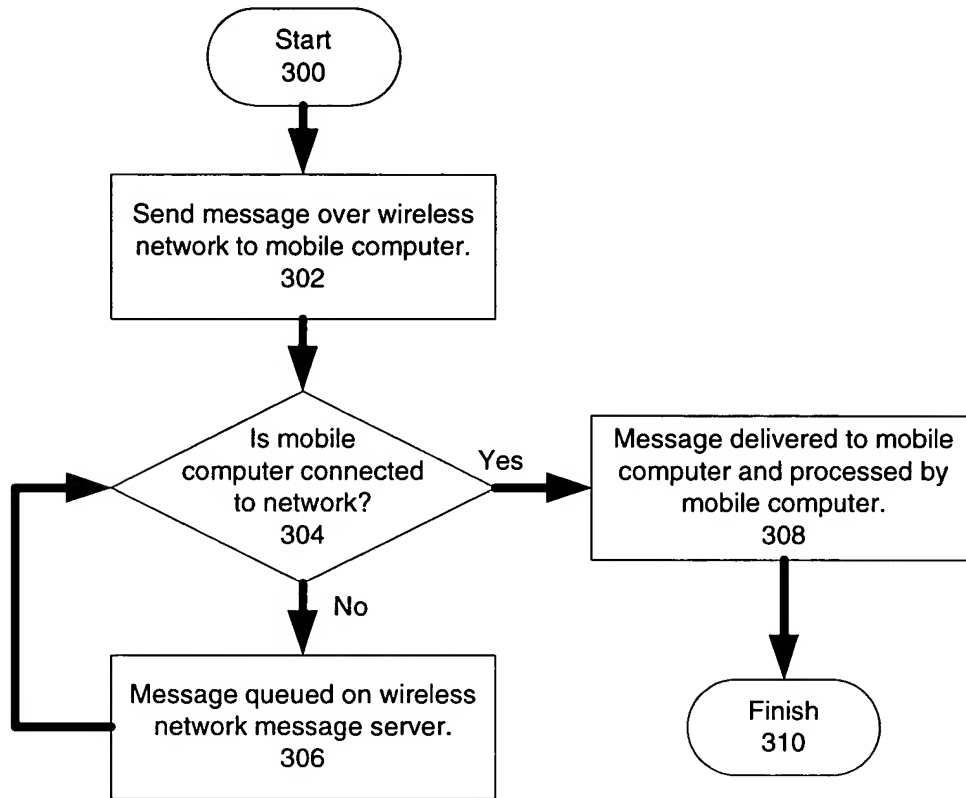 Start
300
Send message over wireless
network to mobile computer.
302
Is mobile
computer connected
to network?
304
Yes
Message delivered to mobile
computer and processed by
mobile computer.
308
No
Message queued on wireless
network message server.
306
Finish
310